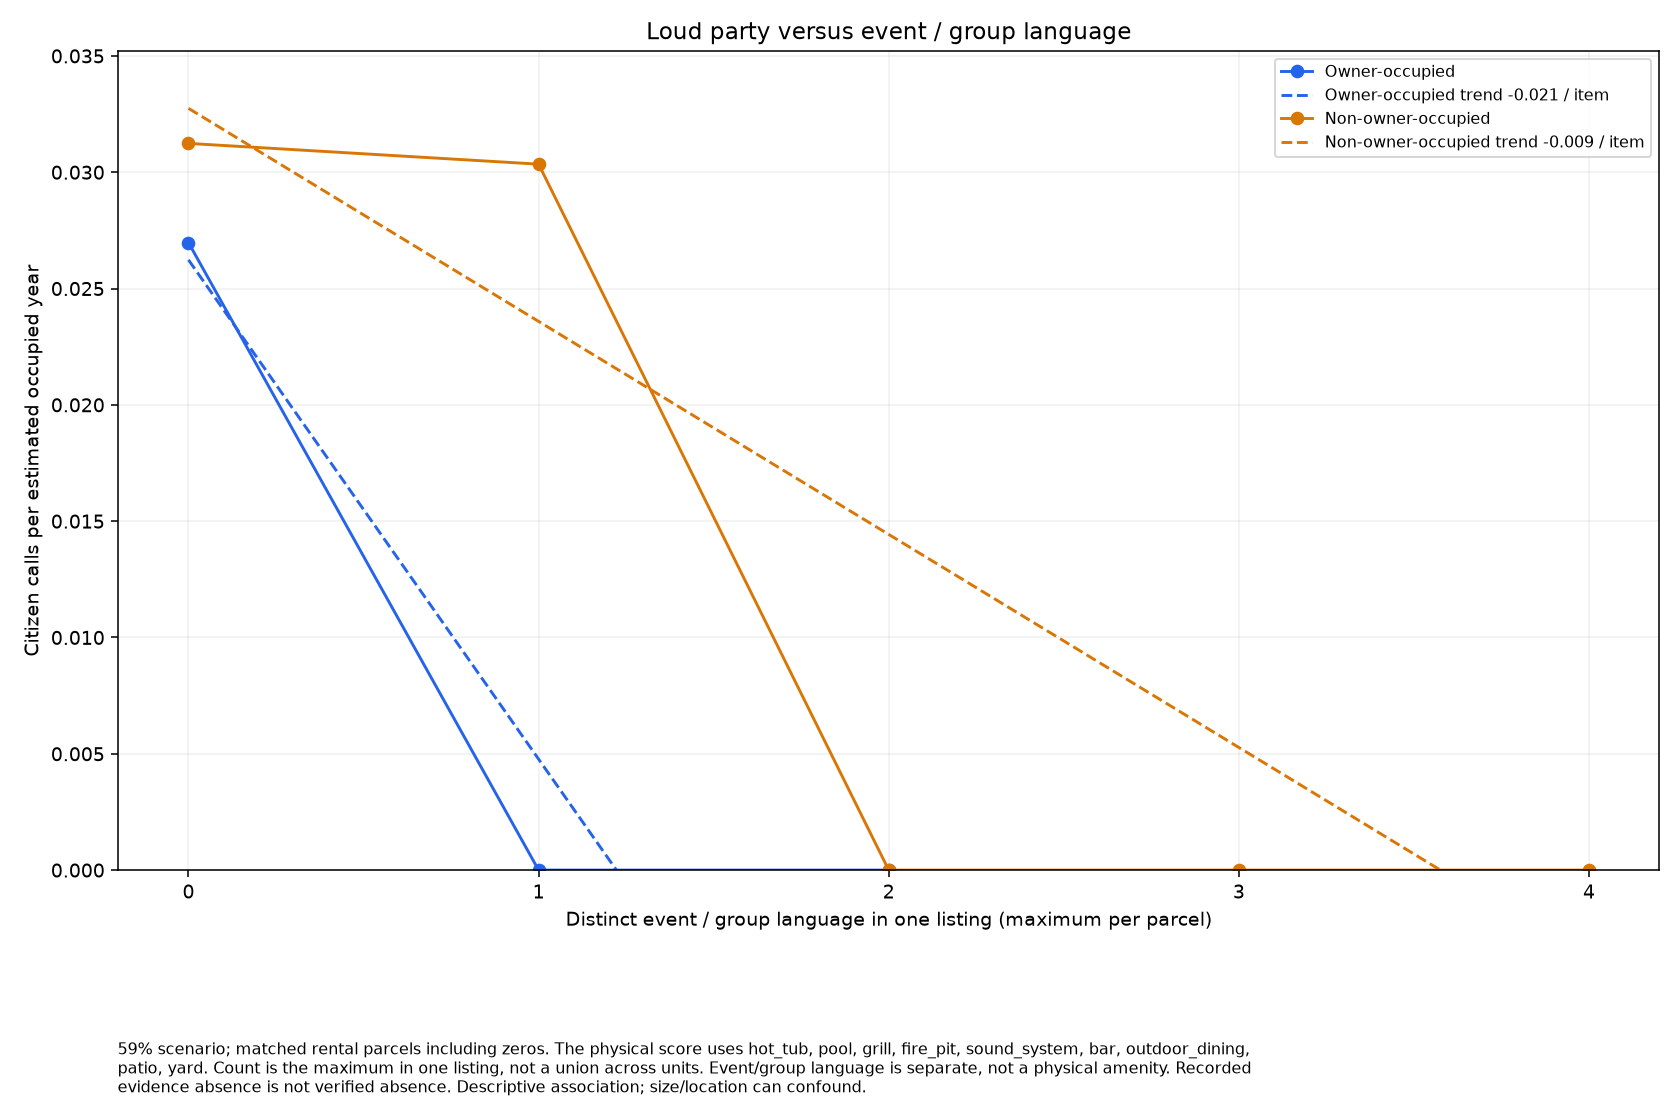 Loud party versus event / group language
Owner-occupied
Owner-occupied trend -0.021 / item
Non-owner-occupied
Non-owner-occupied trend -0.009 / item
Citizen calls per estimated occupied year
0.035
0.030
0.025
0.020
0.015
0.010
0.005
0.000
0 1 2 3 4
Distinct event / group language in one listing (maximum per parcel)
59% scenario; matched rental parcels including zeros. The physical score uses hot_tub, pool, grill, fire_pit, sound_system, bar, outdoor_dining,
patio, yard. Count is the maximum in one listing, not a union across units. Event/group language is separate, not a physical amenity. Recorded
evidence absence is not verified absence. Descriptive association; size/location can confound.